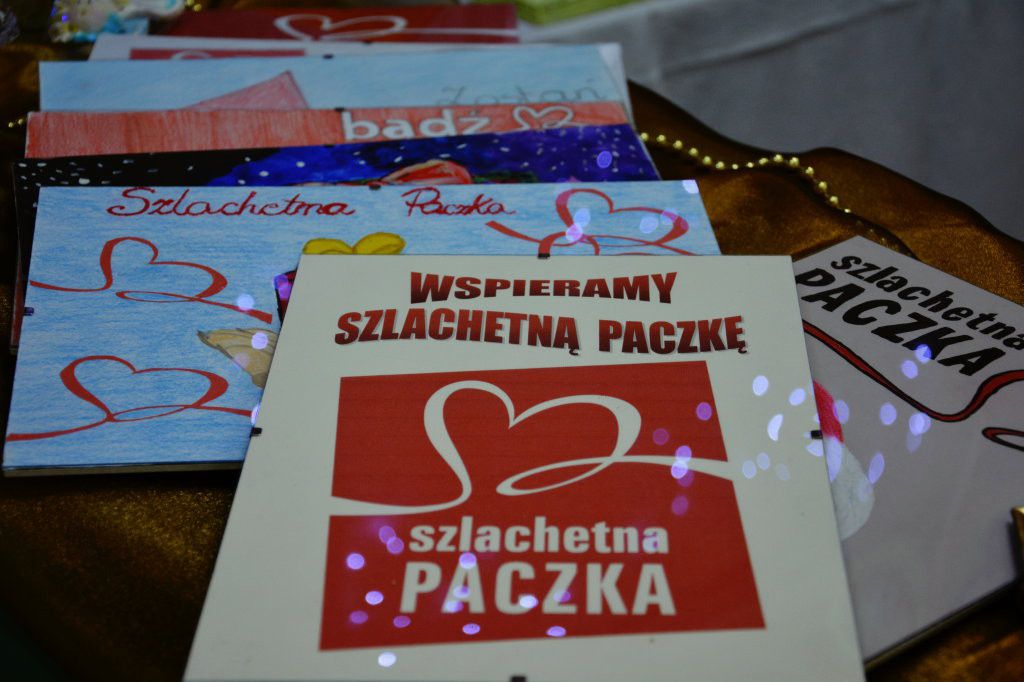 Zostań
bądź
Szlachetna Paczka
WSPIERAMY
SZLACHETNĄ PACZKĘ
szlachetna
PACZKA
szlachetna
PACZKA